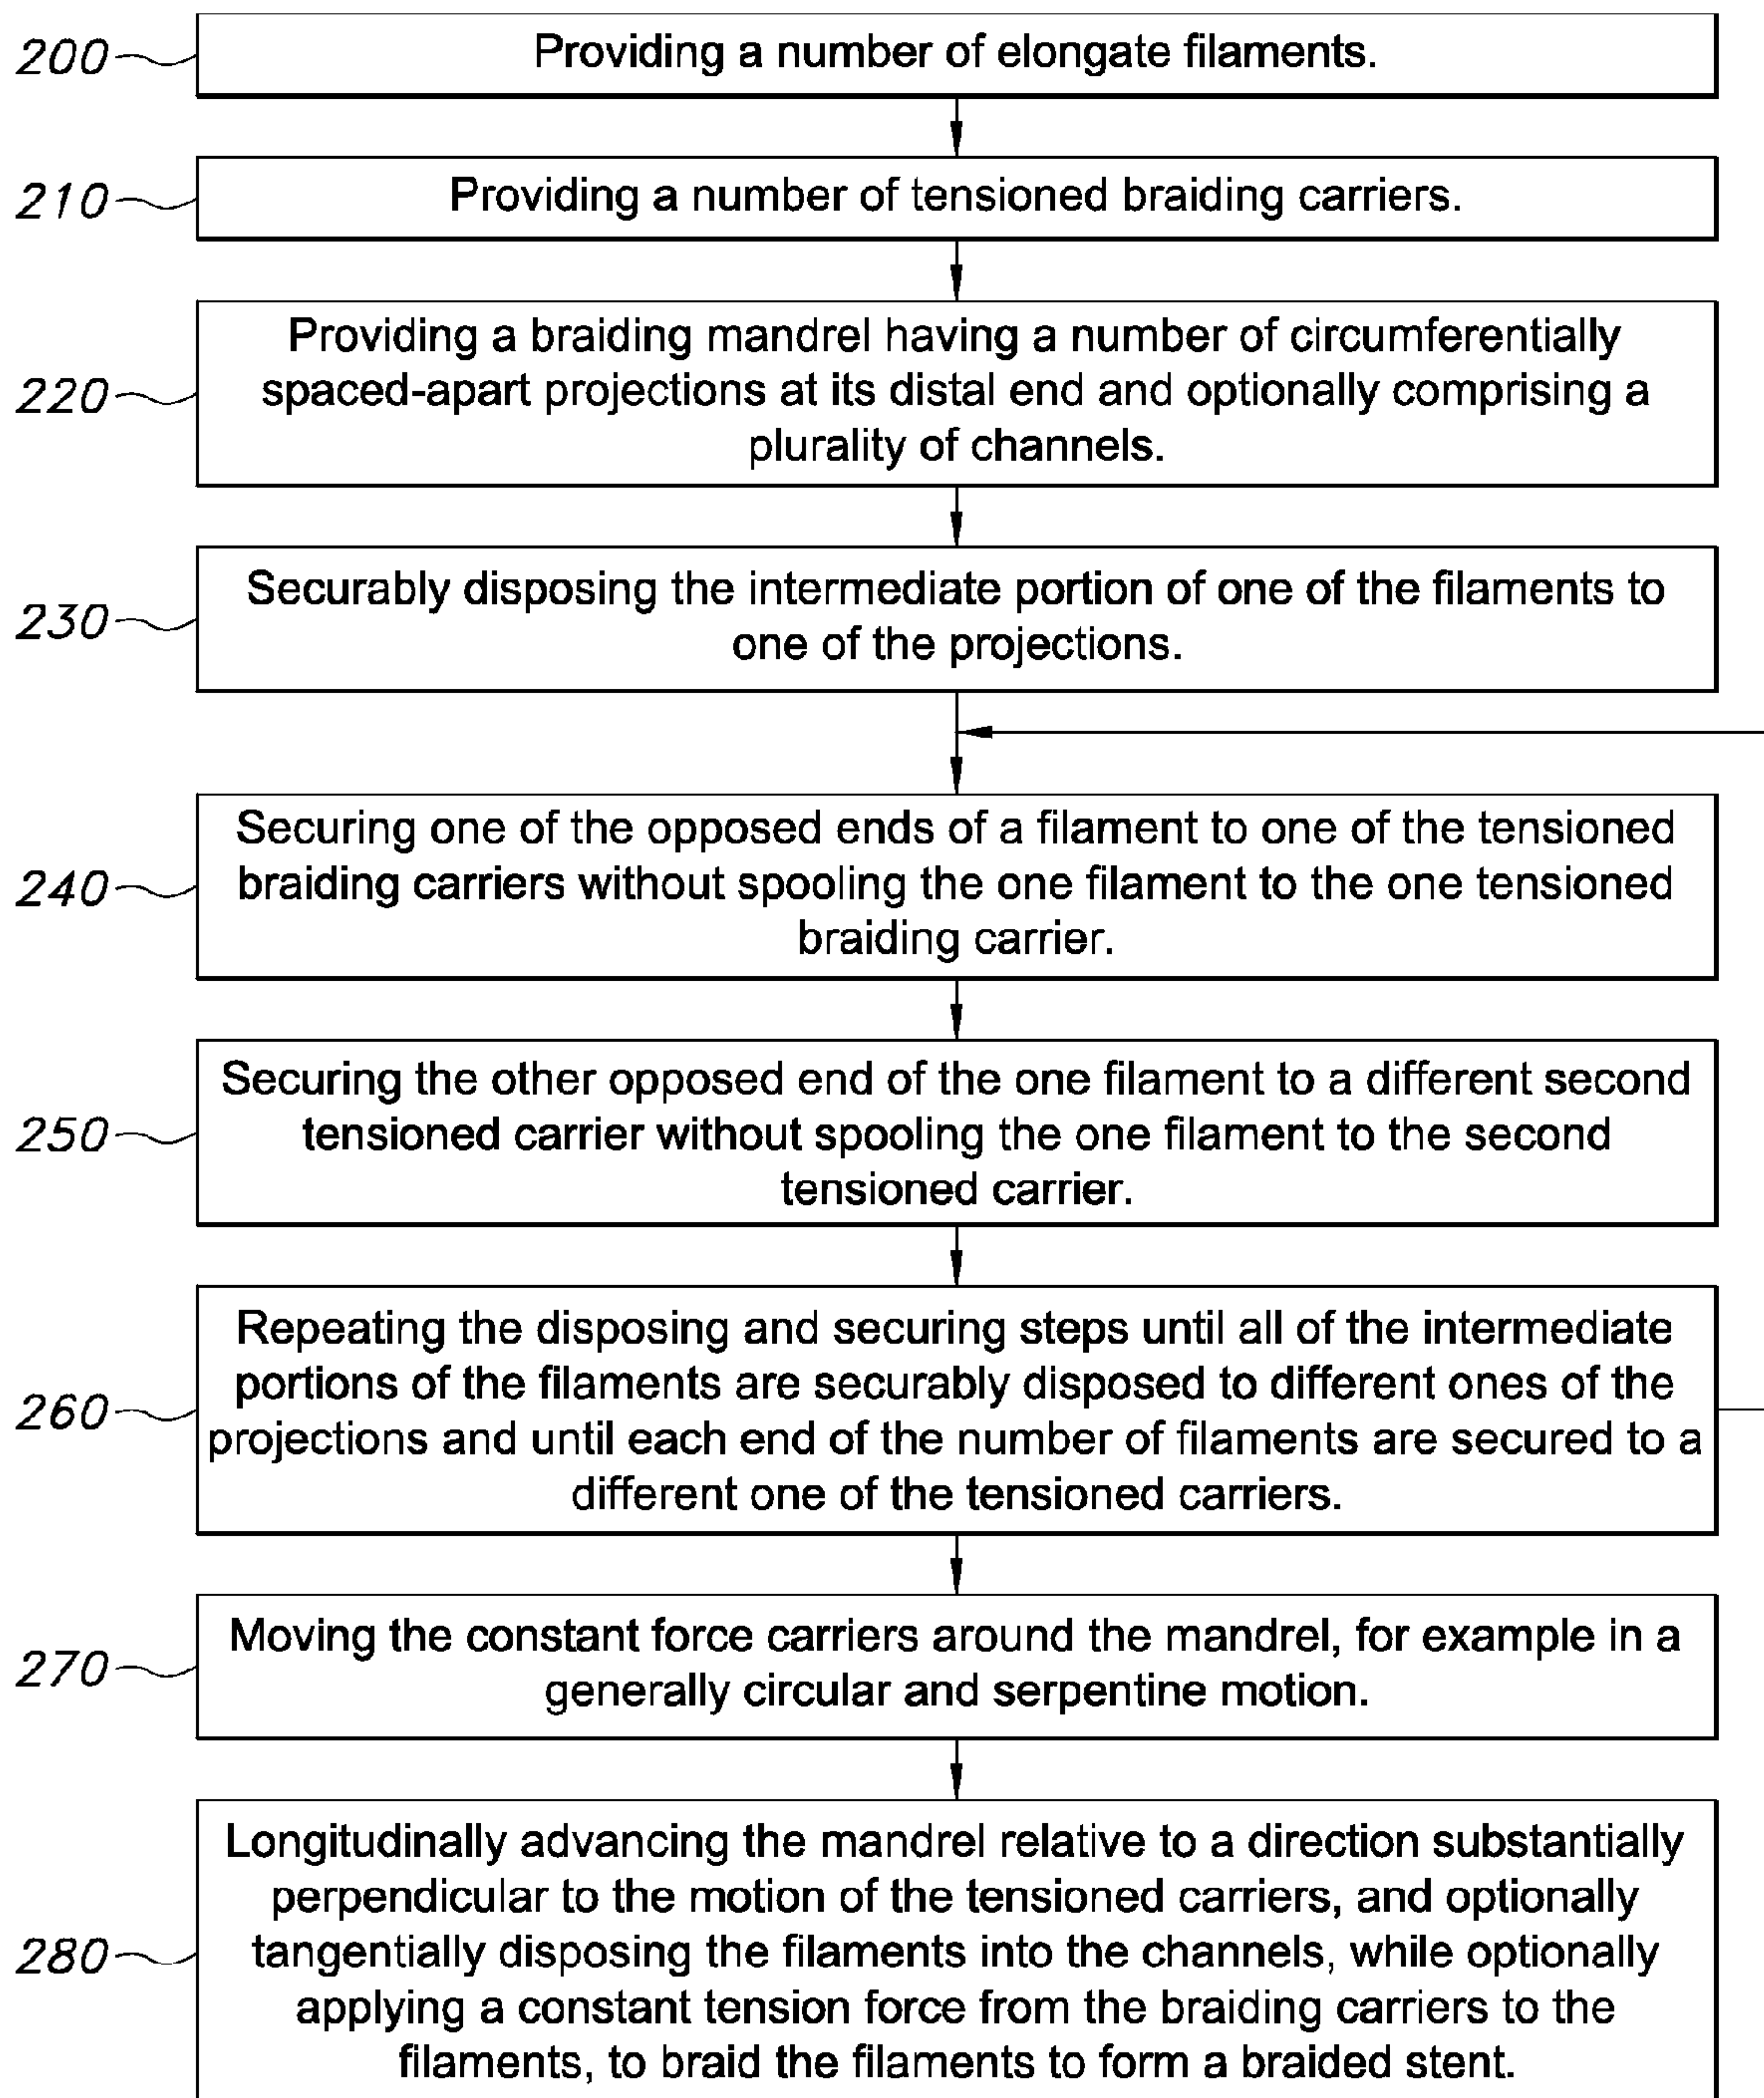 200
Providing a number of elongate filaments.
210
Providing a number of tensioned braiding carriers.
220
Providing a braiding mandrel having a number of circumferentially
spaced-apart projections at its distal end and optionally comprising a
plurality of channels.
230
Securably disposing the intermediate portion of one of the filaments to
one of the projections.
240
Securing one of the opposed ends of a filament to one of the tensioned
braiding carriers without spooling the one filament to the one tensioned
braiding carrier.
250
Securing the other opposed end of the one filament to a different second
tensioned carrier without spooling the one filament to the second
tensioned carrier.
260
Repeating the disposing and securing steps until all of the intermediate
portions of the filaments are securably disposed to different ones of the
projections and until each end of the number of filaments are secured to a
different one of the tensioned carriers.
270
Moving the constant force carriers around the mandrel, for example in a
generally circular and serpentine motion.
280
Longitudinally advancing the mandrel relative to a direction substantially
perpendicular to the motion of the tensioned carriers, and optionally
tangentially disposing the filaments into the channels, while optionally
applying a constant tension force from the braiding carriers to the
filaments, to braid the filaments to form a braided stent.